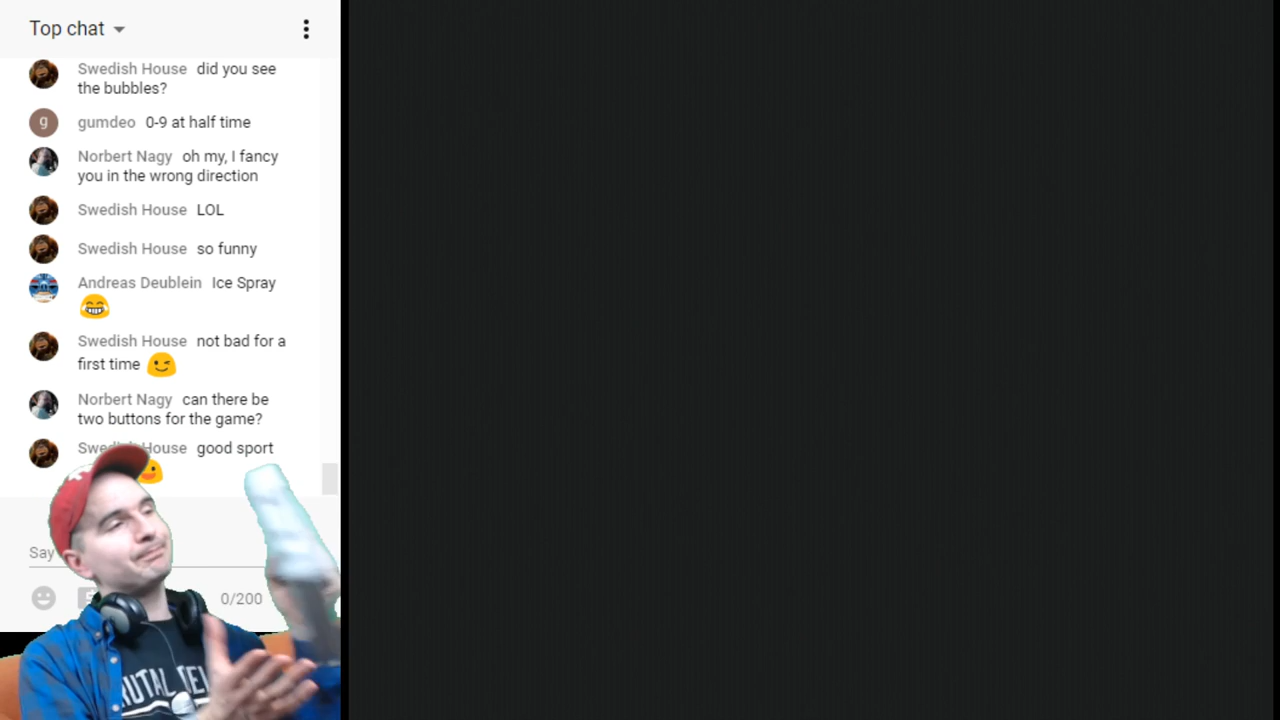 Top chat
Swedish House did you see
the bubbles?
g gumdeo 0-9 at half time
Norbert Nagy oh my, I fancy
you in the wrong direction
Swedish House LOL
Swedish House so funny
Andreas Deublein Ice Spray
Swedish House not bad for a
first time
Norbert Nagy can there be
two buttons for the game?
Swedish House good sport
Say
0/200